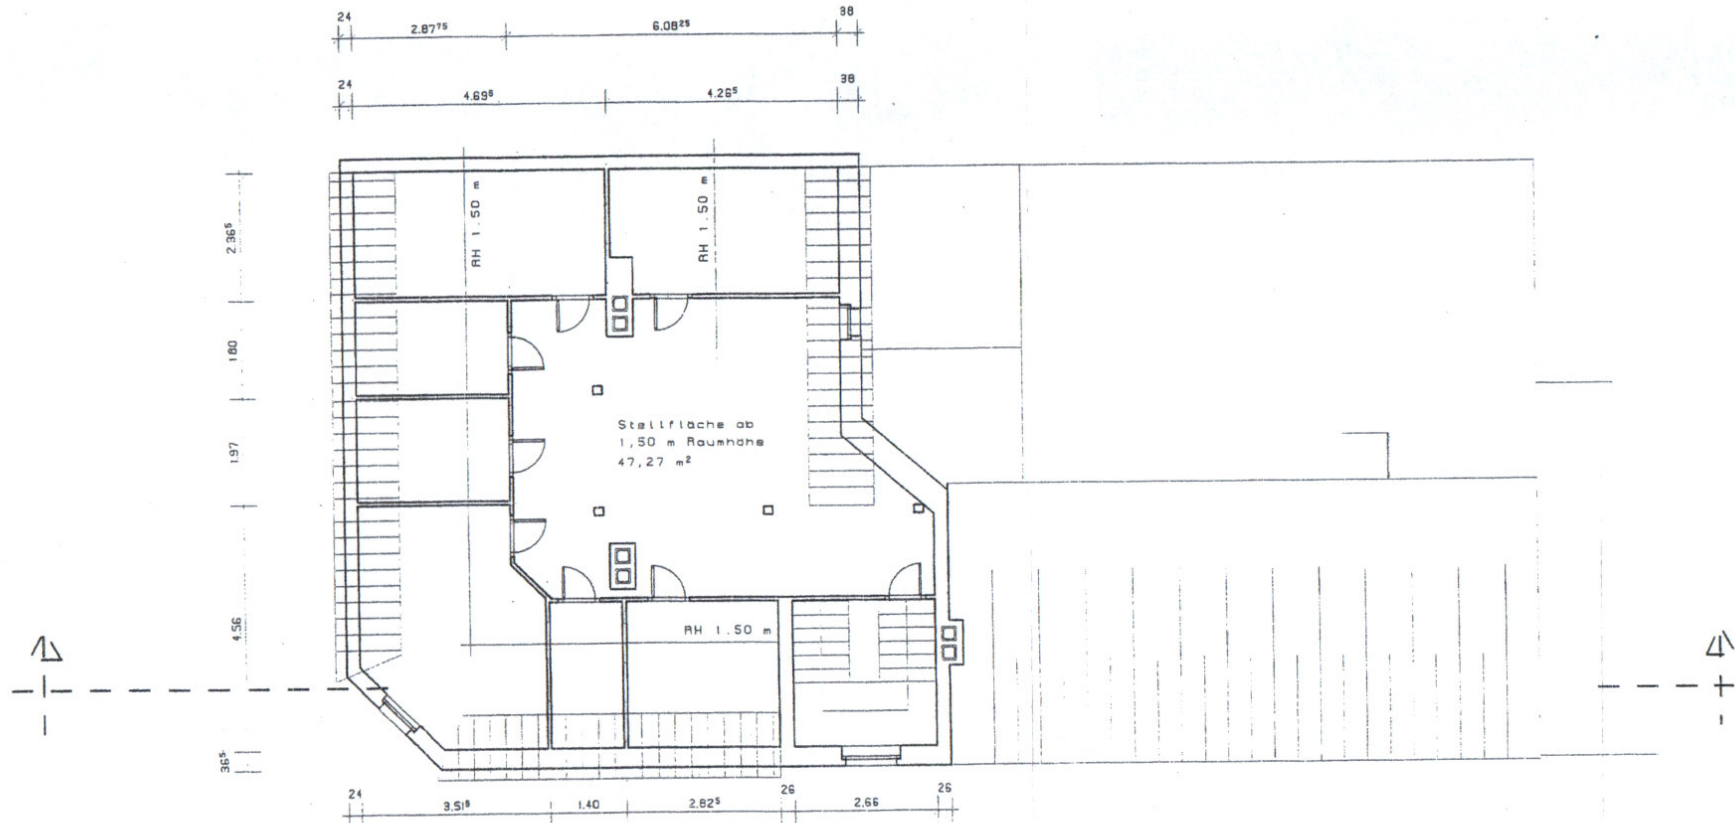 24 2.87⁷⁵ 6.08²⁵ 38
24 4.69⁵ 4.26⁵ 38
RH 1.50 m
RH 1.50 m
2.36⁵
1.80
1.97
4.56
36⁵
Stellfläche ab
1,50 m Raumhöhe
47,27 m²
RH 1.50 m
24 3.51⁵ 1.40 2.82⁵ 26 2.66 26